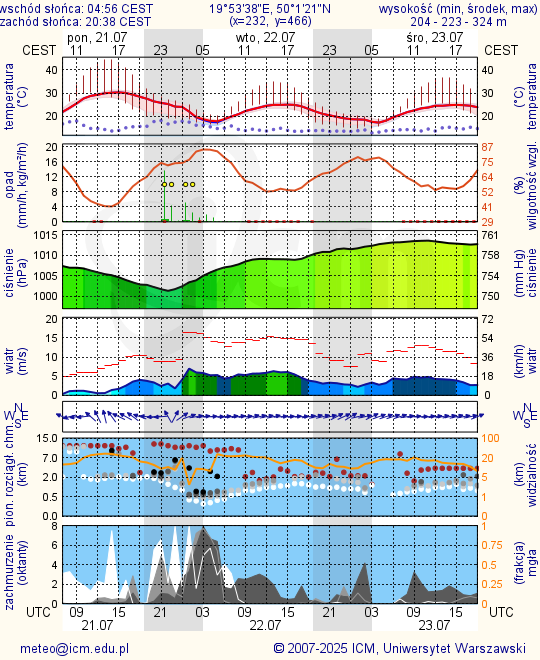 wschód słońca: 04:56 CEST 19°53'38"E, 50°1'21"N wysokość (min, środek, max)
zachód słońca: 20:38 CEST (x=232, y=466) 204 - 223 - 324 m
pon, 21.07 wto, 22.07 śro, 23.07
CEST 11 17 23 05 11 17 23 05 11 17 CEST
temperatura (°C)
40 30 20
40 30 20
temperatura (°C)
opad (mm/h, kg/m²/h)
20 16 12 8 4 0
87 75 64 52 41 29
(%) wilgotność wzgl.
ciśnienie (hPa)
1015 1010 1005 1000
761 758 754 750
(mm Hg) ciśnienie
wiatr (m/s)
20 15 10 5 0
72 54 36 18 0
(km/h) wiatr
N W E S
N W E S
pion. rozciągł. chm. (km)
15.0 7.0 2.0 0.5 0.0
100 20 5 1 0
(km) widzialność
zachmurzenie (oktanty)
8 6 4 2 0
1 0.75 0.5 0.25 0
(frakcja) mgła
UTC 09 15 21 03 09 15 21 03 09 15 UTC
21.07 22.07 23.07
meteo@icm.edu.pl © 2007-2025 ICM, Uniwersytet Warszawski